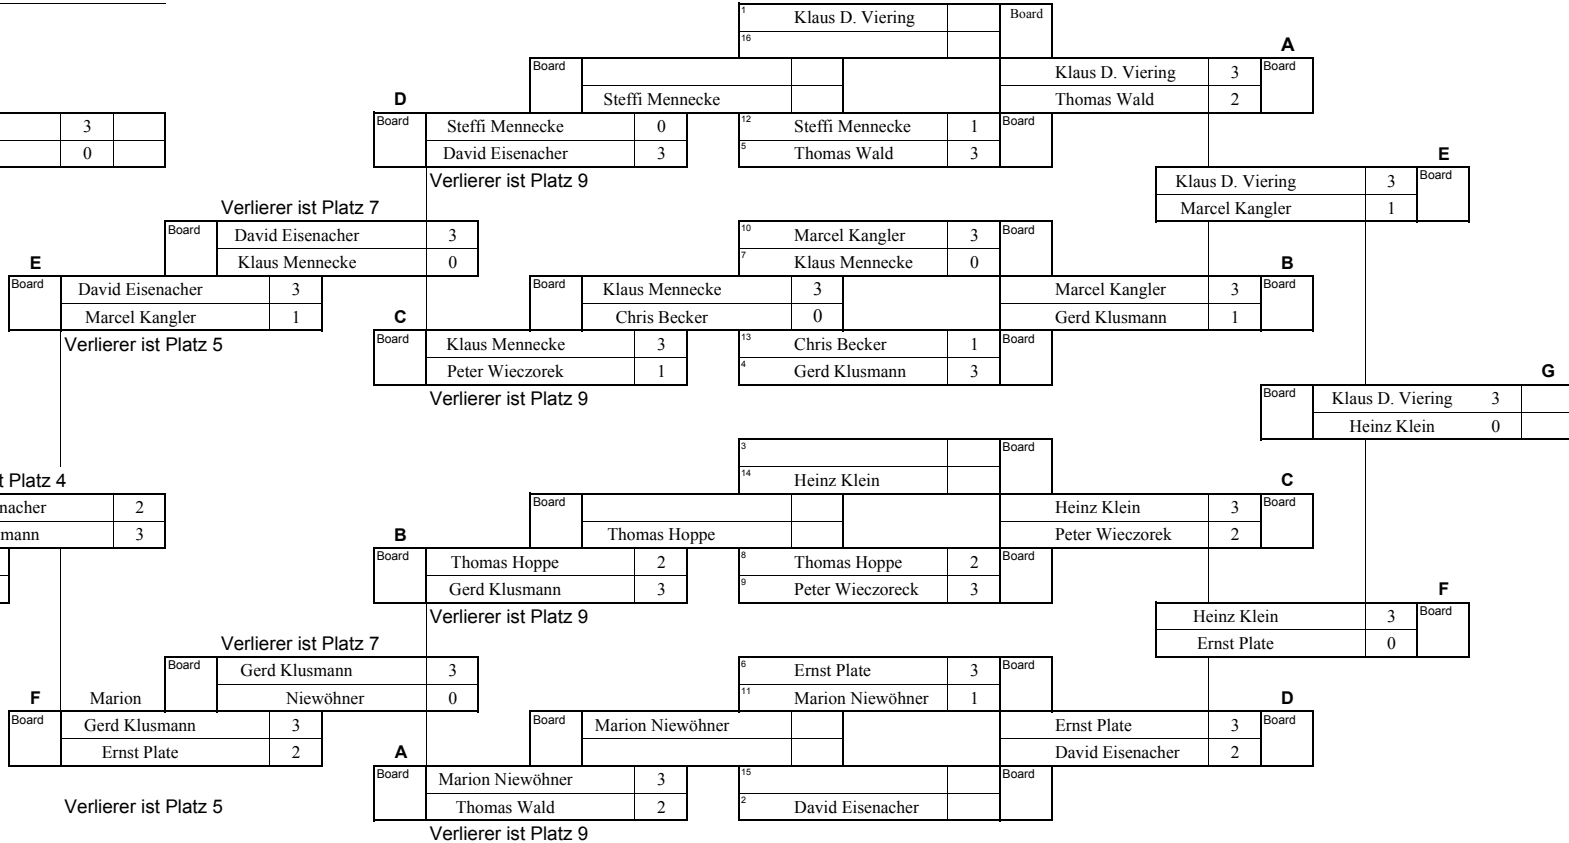 1 Klaus D. Viering Board
16 A
Board Klaus D. Viering 3 Board
D Steffi Mennecke Thomas Wald 2
3 Board Steffi Mennecke 0 12 Steffi Mennecke 1 Board
0 David Eisenacher 3 5 Thomas Wald 3 E
Verlierer ist Platz 9 Klaus D. Viering 3 Board
Verlierer ist Platz 7 Marcel Kangler 1
Board David Eisenacher 3 10 Marcel Kangler 3 Board
E Klaus Mennecke 0 7 Klaus Mennecke 0 B
Board David Eisenacher 3 Board Klaus Mennecke 3 Marcel Kangler 3 Board
Marcel Kangler 1 C Chris Becker 0 Gerd Klusmann 1
Verlierer ist Platz 5 Board Klaus Mennecke 3 13 Chris Becker 1 Board
Peter Wieczorek 1 4 Gerd Klusmann 3 G
Verlierer ist Platz 9 Board Klaus D. Viering 3
Heinz Klein 0
3 Board
t Platz 4 14 Heinz Klein C
nacher 2 Board Heinz Klein 3 Board
mann 3 B Thomas Hoppe Peter Wieczorek 2
Board Thomas Hoppe 2 8 Thomas Hoppe 2 Board
Gerd Klusmann 3 9 Peter Wieczoreck 3 F
Verlierer ist Platz 9 Heinz Klein 3 Board
Verlierer ist Platz 7 Ernst Plate 0
Board Gerd Klusmann 3 6 Ernst Plate 3 Board
F Marion Niewöhner 0 11 Marion Niewöhner 1 D
Board Gerd Klusmann 3 Board Marion Niewöhner Ernst Plate 3 Board
Ernst Plate 2 A David Eisenacher 2
Board Marion Niewöhner 3 15 Board
Verlierer ist Platz 5 Thomas Wald 2 2 David Eisenacher
Verlierer ist Platz 9